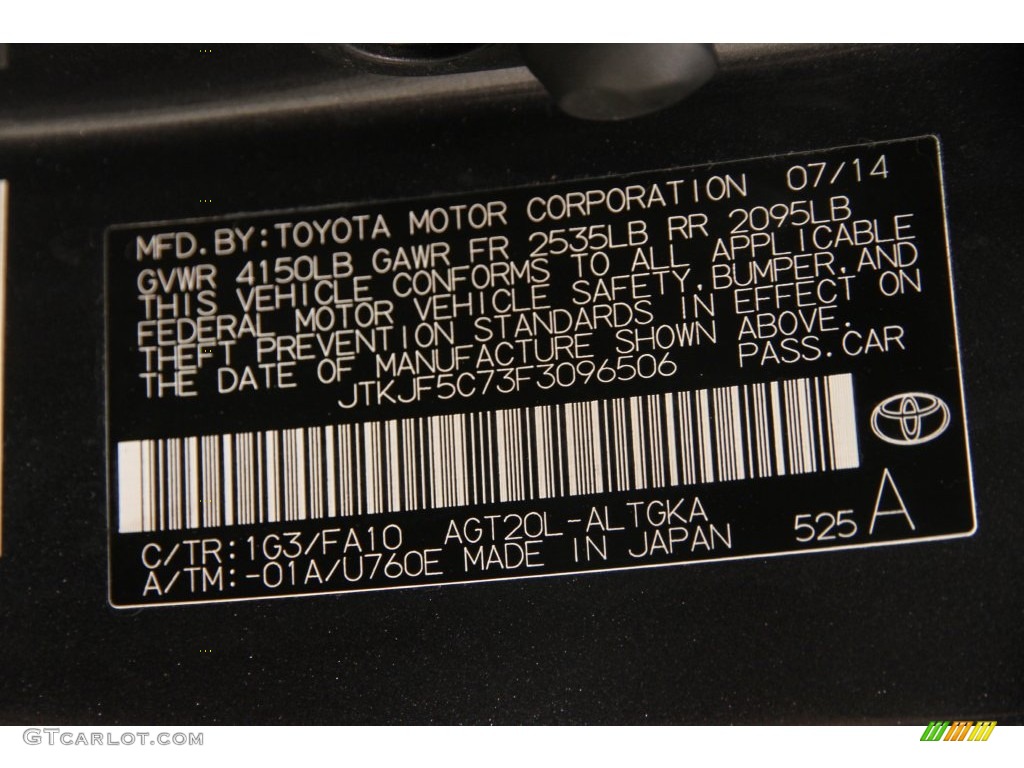 MFD. BY: TOYOTA MOTOR CORPORATION 07/14
GVWR 4150LB GAWR FR 2535LB RR 2095LB
THIS VEHICLE CONFORMS TO ALL APPLICABLE
FEDERAL MOTOR VEHICLE SAFETY, BUMPER, AND
THEFT PREVENTION STANDARDS IN EFFECT ON
THE DATE OF MANUFACTURE SHOWN ABOVE.
JTKJF5C73F3096506 PASS. CAR
C/TR: 1G3/FA10 AGT20L-ALTGKA 525 A
A/TM: -01A/U760E MADE IN JAPAN
GTCarlot.com